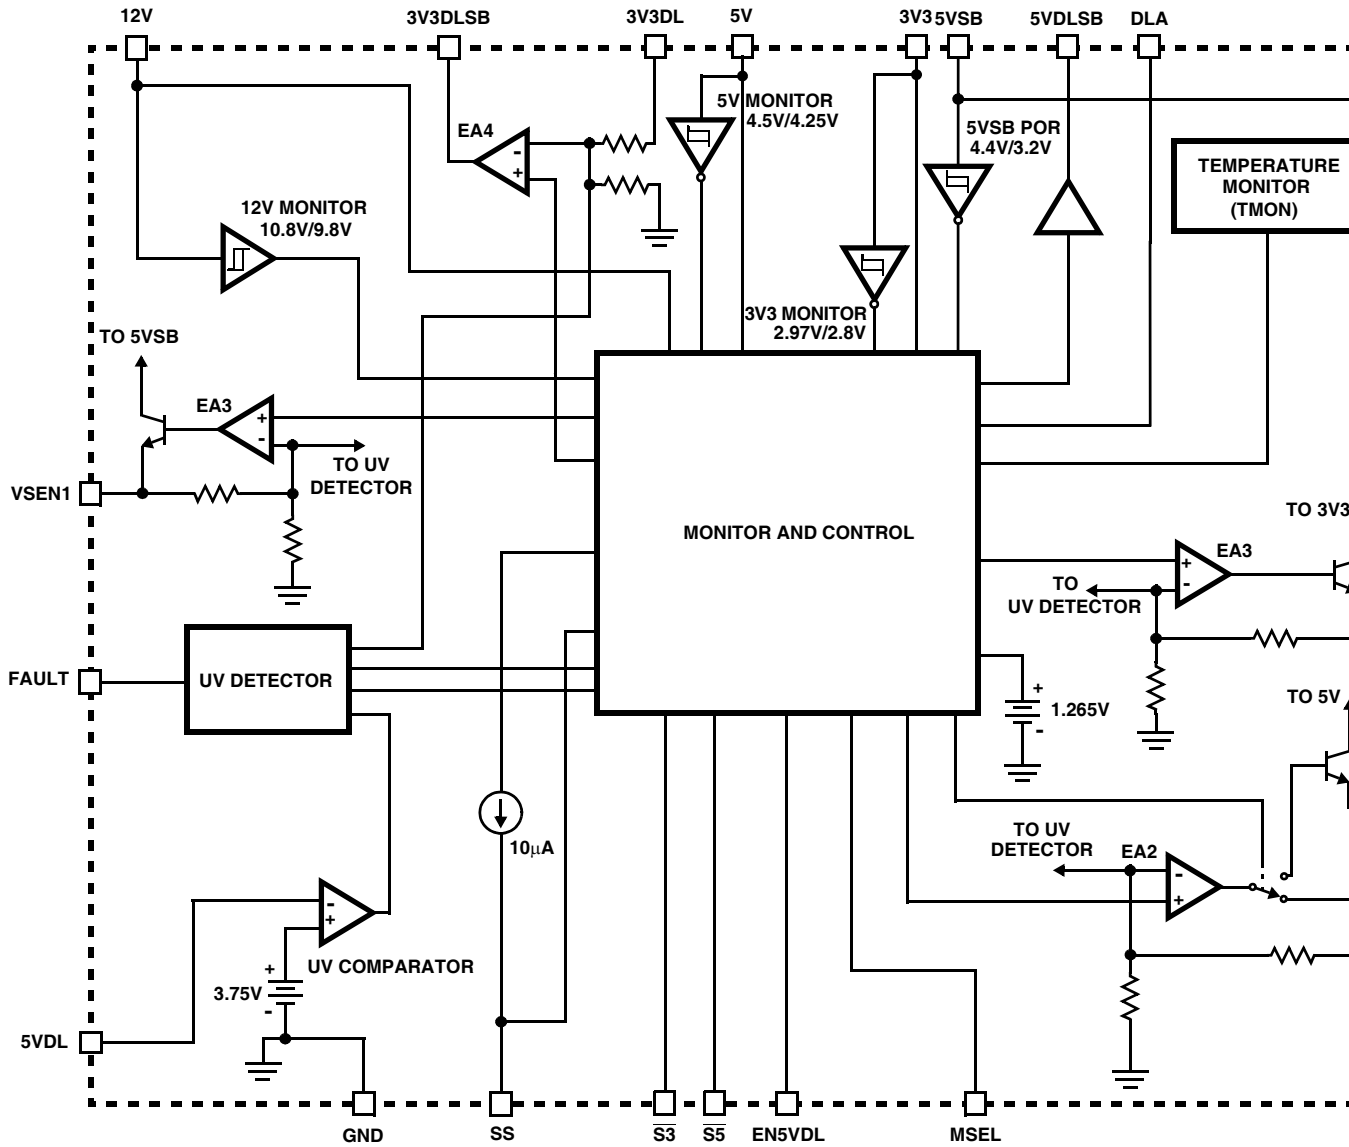 12V
3V3DLSB
3V3DL
5V
3V3
5VSB
5VDLSB
DLA
5V MONITOR
4.5V/4.25V
EA4
-
+
5VSB POR
4.4V/3.2V
TEMPERATURE
MONITOR
(TMON)
12V MONITOR
10.8V/9.8V
3V3 MONITOR
2.97V/2.8V
TO 5VSB
EA3
+
-
TO UV
DETECTOR
VSEN1
MONITOR AND CONTROL
TO 3V3
EA3
+
-
TO
UV DETECTOR
FAULT
UV DETECTOR
+
1.265V
-
TO 5V
10µA
TO UV
DETECTOR
EA2
-
+
-
+
UV COMPARATOR
+
3.75V
-
5VDL
GND
SS
S3
S5
EN5VDL
MSEL